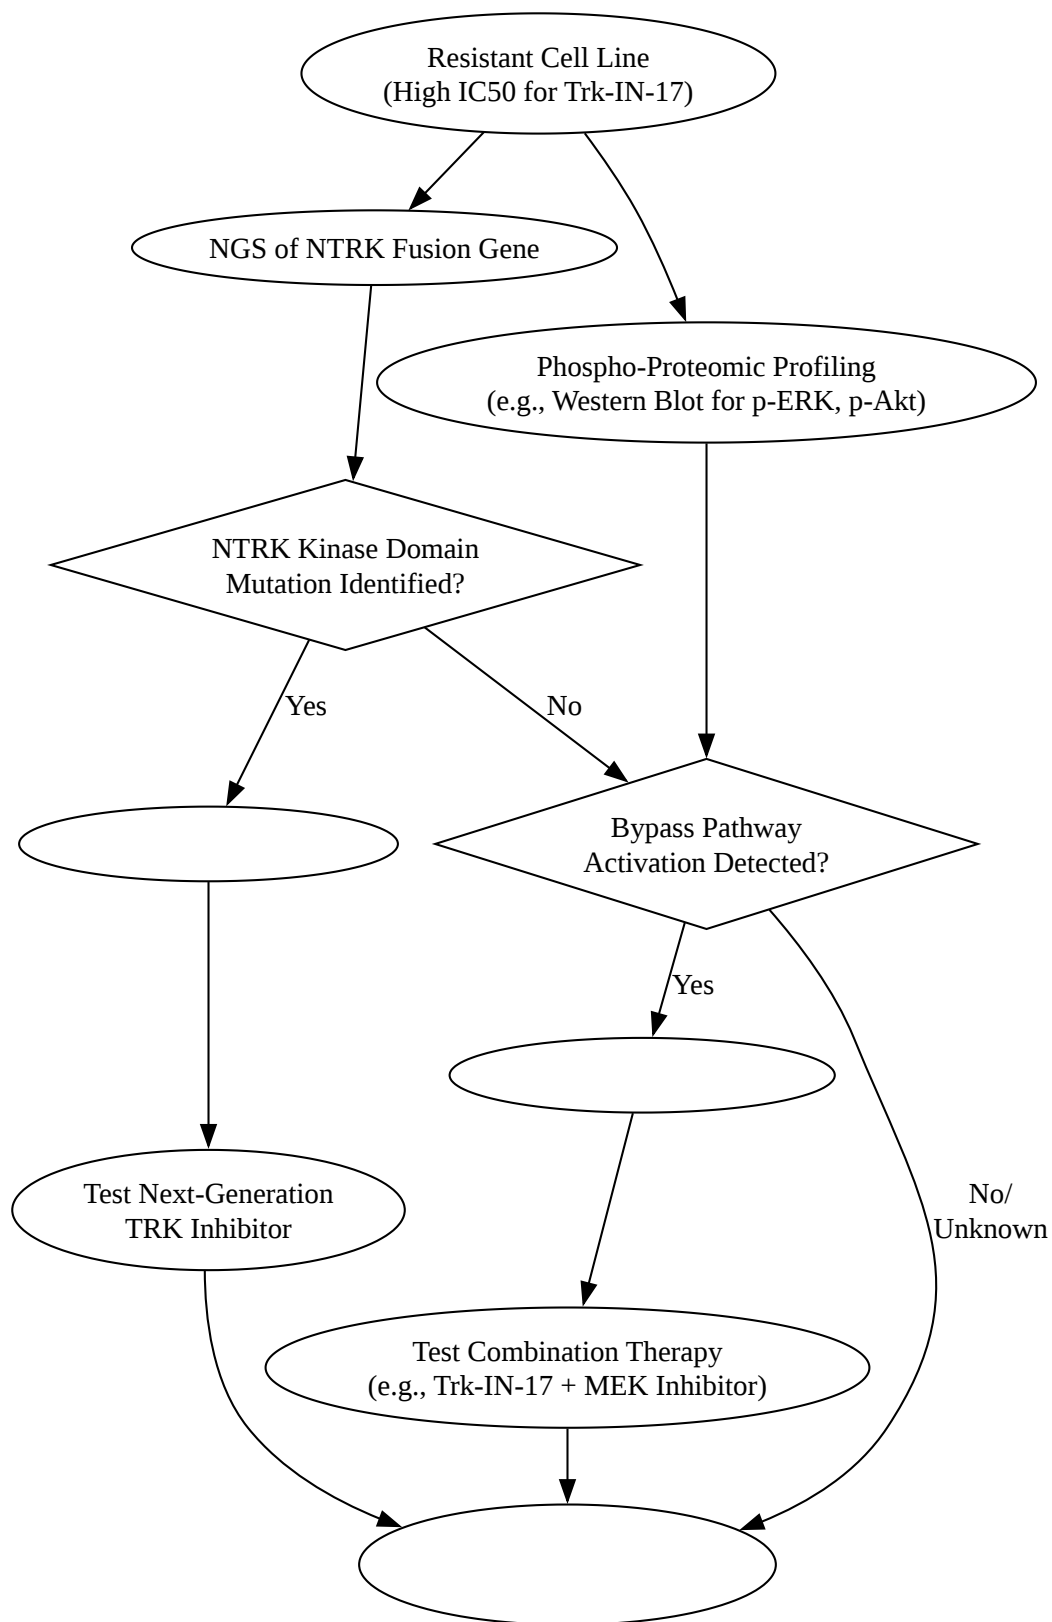 Resistant Cell Line
(High IC50 for Trk-IN-17)
NGS of NTRK Fusion Gene
Phospho-Proteomic Profiling
(e.g., Western Blot for p-ERK, p-Akt)
NTRK Kinase Domain
Mutation Identified?
Yes
No
Bypass Pathway
Activation Detected?
Yes
Test Next-Generation
TRK Inhibitor
No/
Unknown
Test Combination Therapy
(e.g., Trk-IN-17 + MEK Inhibitor)